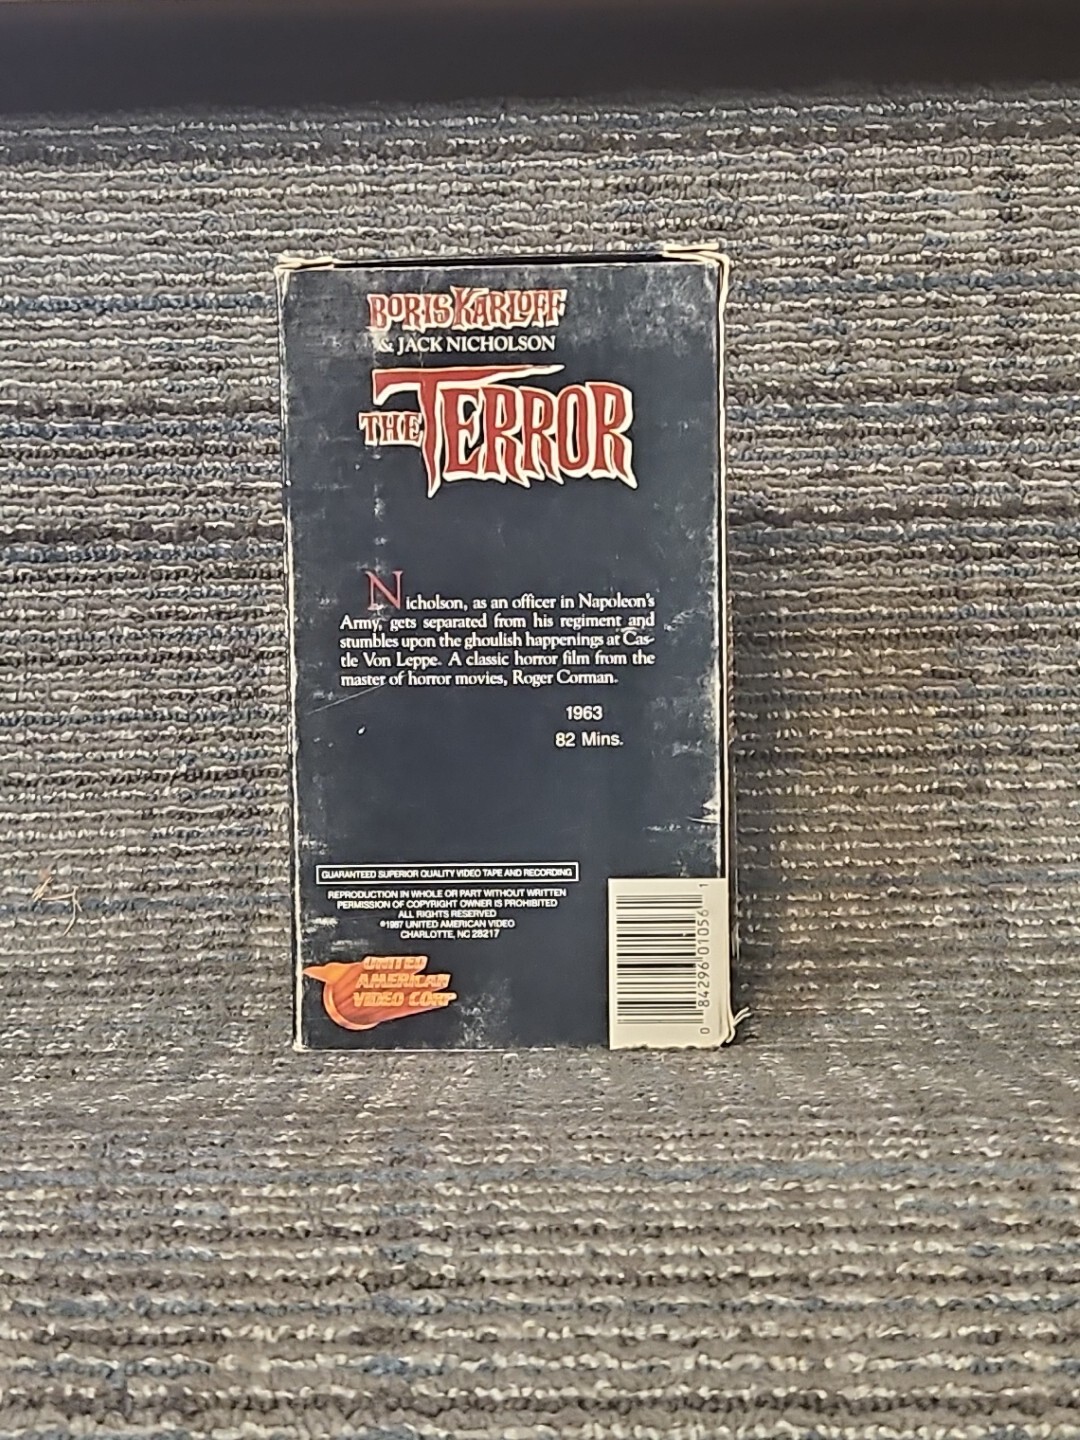 BORIS KARLOFF
& JACK NICHOLSON
THE TERROR
Nicholson, as an officer in Napoleon's
Army, gets separated from his regiment and
stumbles upon the ghoulish happenings at Cas-
tle Von Leppe. A classic horror film from the
master of horror movies, Roger Corman.
1963
82 Mins.
GUARANTEED SUPERIOR QUALITY VIDEO TAPE AND RECORDING
REPRODUCTION IN WHOLE OR PART WITHOUT WRITTEN
PERMISSION OF COPYRIGHT OWNER IS PROHIBITED
ALL RIGHTS RESERVED
©1987 UNITED AMERICAN VIDEO
CHARLOTTE, NC 28217
UNITED
AMERICAN
VIDEO CORP
0 84296 01056 1